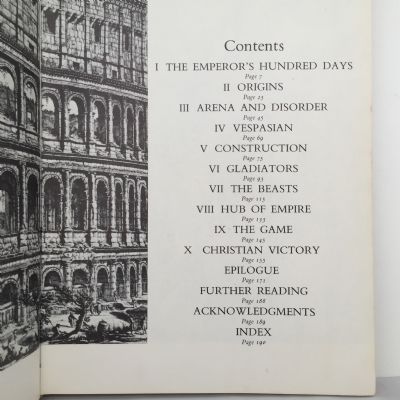 Contents
I THE EMPEROR'S HUNDRED DAYS
Page 7
II ORIGINS
Page 25
III ARENA AND DISORDER
Page 45
IV VESPASIAN
Page 69
V CONSTRUCTION
Page 75
VI GLADIATORS
Page 93
VII THE BEASTS
Page 113
VIII HUB OF EMPIRE
Page 135
IX THE GAME
Page 145
X CHRISTIAN VICTORY
Page 155
EPILOGUE
Page 171
FURTHER READING
Page 188
ACKNOWLEDGMENTS
Page 189
INDEX
Page 190